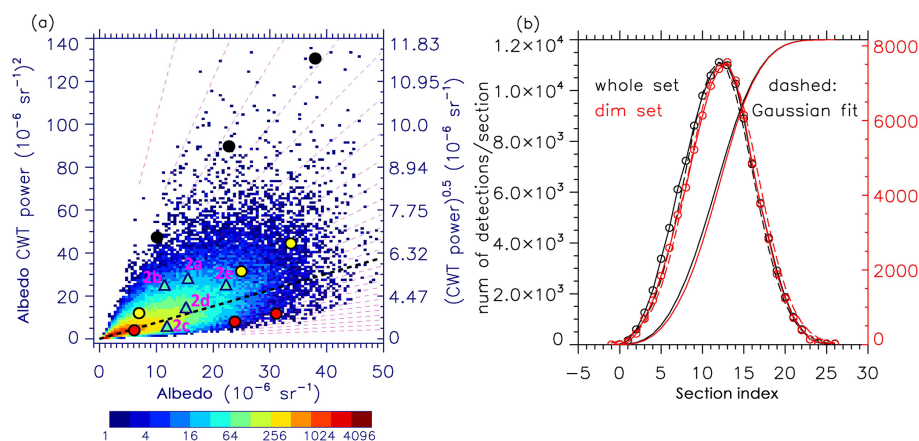 (a)
140
120
100
80
60
40
20
0
Albedo CWT power (10⁻⁶ sr⁻¹)²
11.83
10.95
10.0
8.94
7.75
6.32
4.47
0
(CWT power)^0.5 (10⁻⁶ sr⁻¹)
2a
2b
2e
2d
2c
0 10 20 30 40 50
Albedo (10⁻⁶ sr⁻¹)
1 4 16 64 256 1024 4096
(b)
1.2×10⁴
1.0×10⁴
8.0×10³
6.0×10³
4.0×10³
2.0×10³
0.0
num of detections/section
whole set
dim set
dashed:
Gaussian fit
8000
6000
4000
2000
0
−5 0 5 10 15 20 25 30
Section index